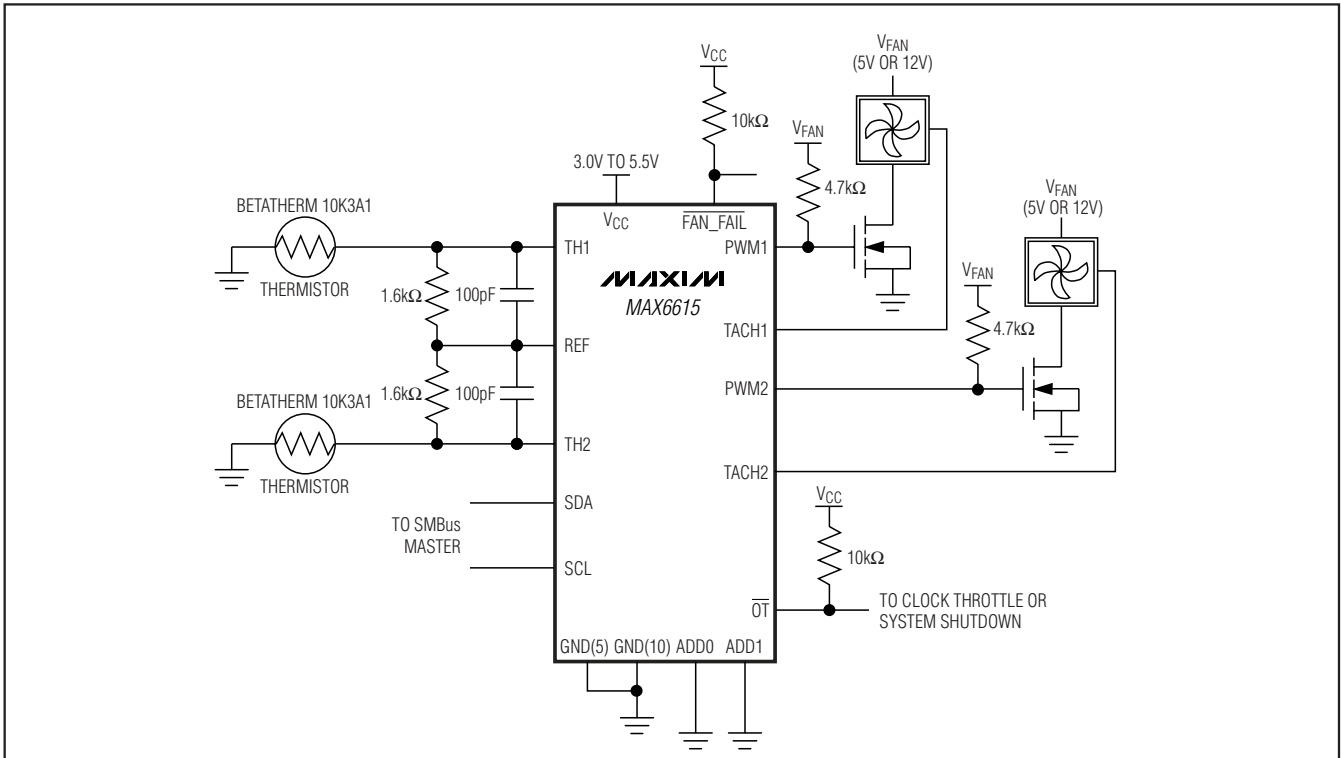 VCC
10kΩ
3.0V TO 5.5V
VCC
FAN_FAIL
VFAN
(5V OR 12V)
VFAN
4.7kΩ
VFAN
(5V OR 12V)
VFAN
4.7kΩ
BETATHERM 10K3A1
THERMISTOR
1.6kΩ
100pF
BETATHERM 10K3A1
THERMISTOR
1.6kΩ
100pF
TH1
REF
TH2
SDA
SCL
TO SMBus
MASTER
MAXIM
MAX6615
PWM1
TACH1
PWM2
TACH2
OT
VCC
10kΩ
TO CLOCK THROTTLE OR
SYSTEM SHUTDOWN
GND(5) GND(10) ADD0 ADD1